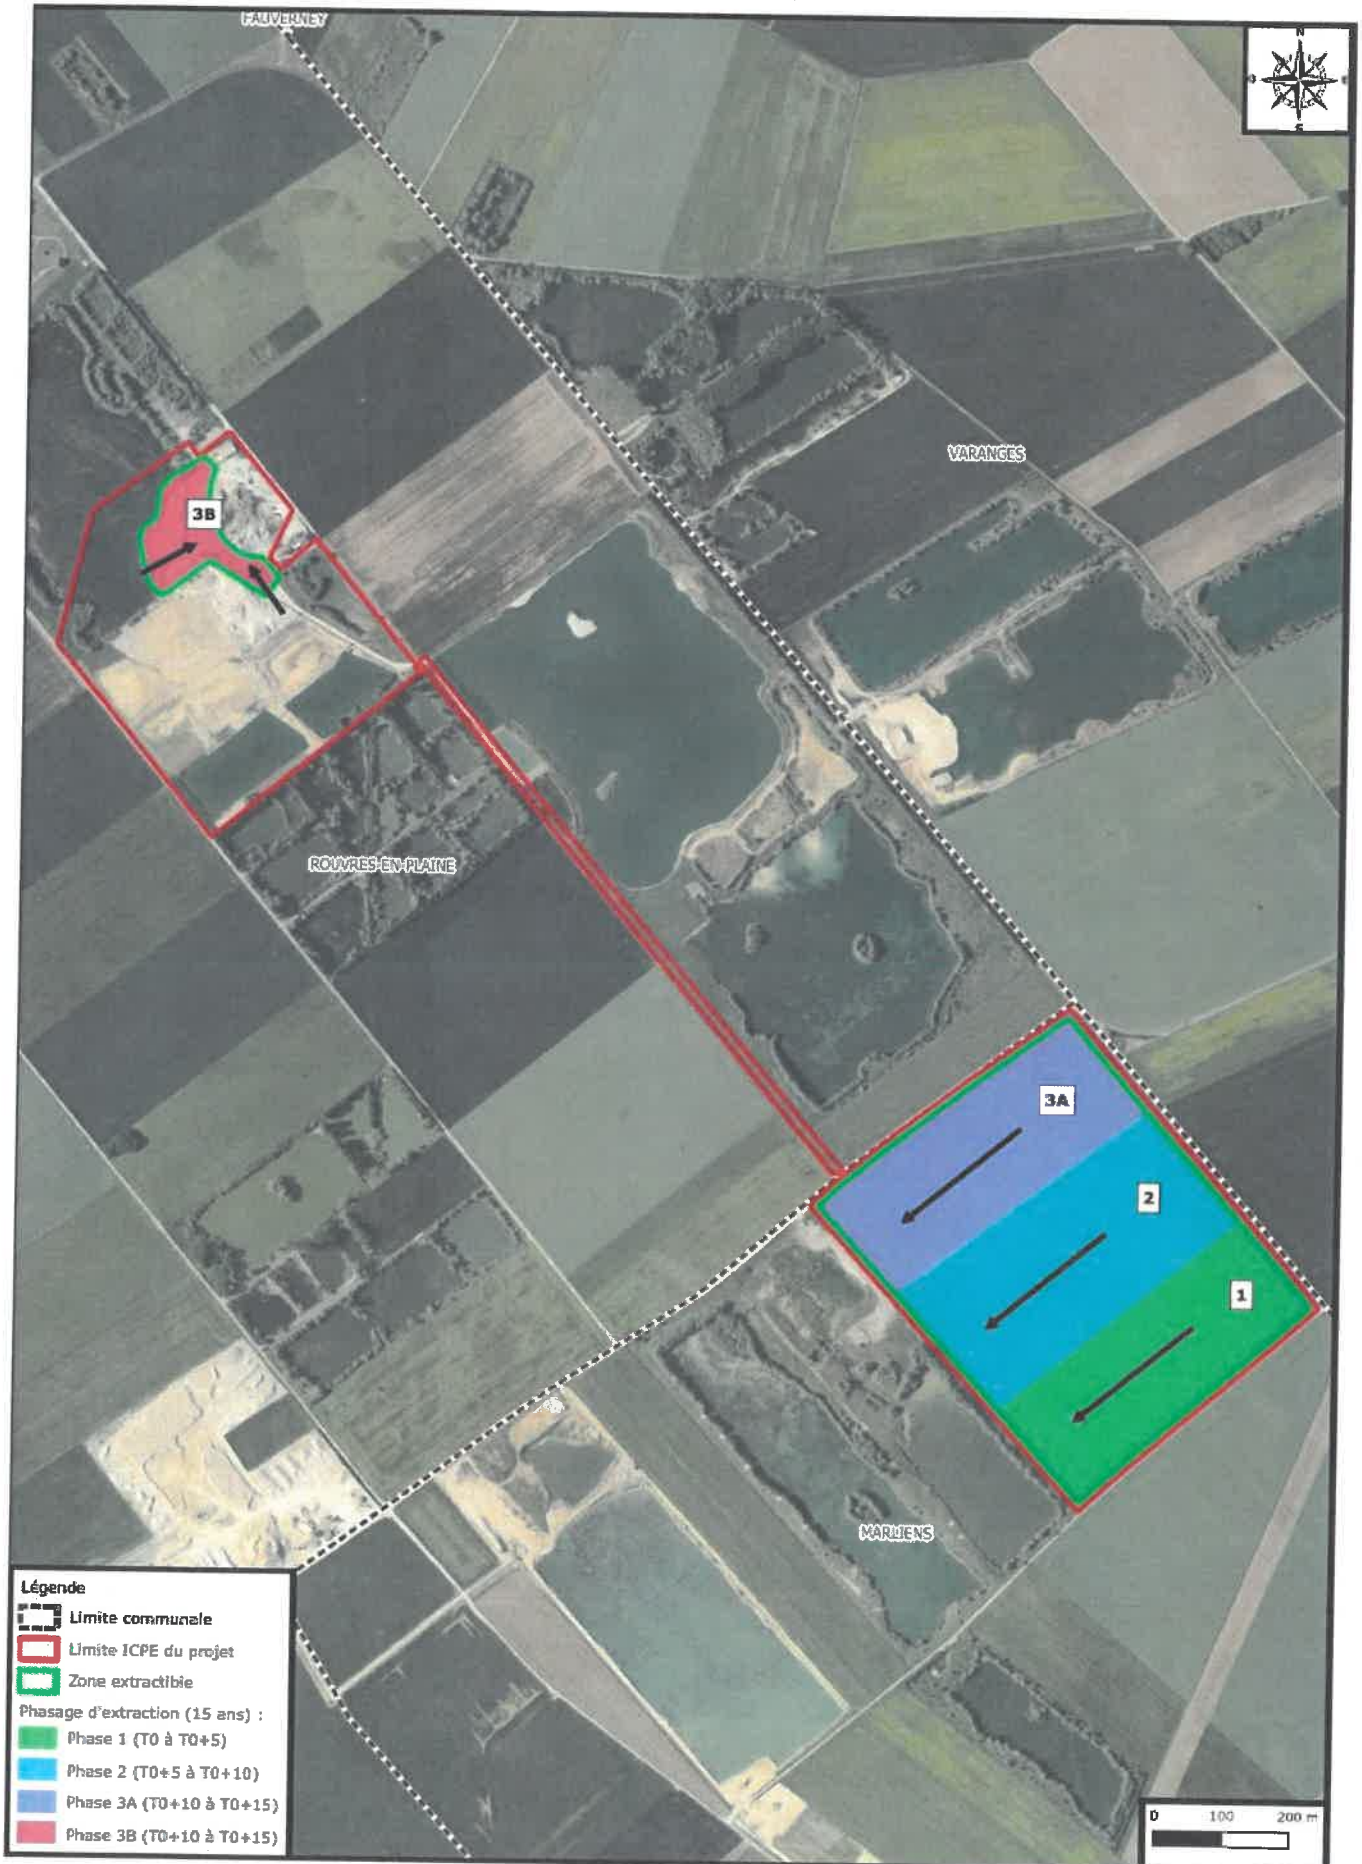 FAUVERNEY
N
E
S
O
VARANGES
3B
ROUVRES-EN-PLAINE
3A
2
1
MARLIENS
Légende
Limite communale
Limite ICPE du projet
Zone extractible
Phasage d'extraction (15 ans) :
Phase 1 (T0 à T0+5)
Phase 2 (T0+5 à T0+10)
Phase 3A (T0+10 à T0+15)
Phase 3B (T0+10 à T0+15)
0 100 200 m